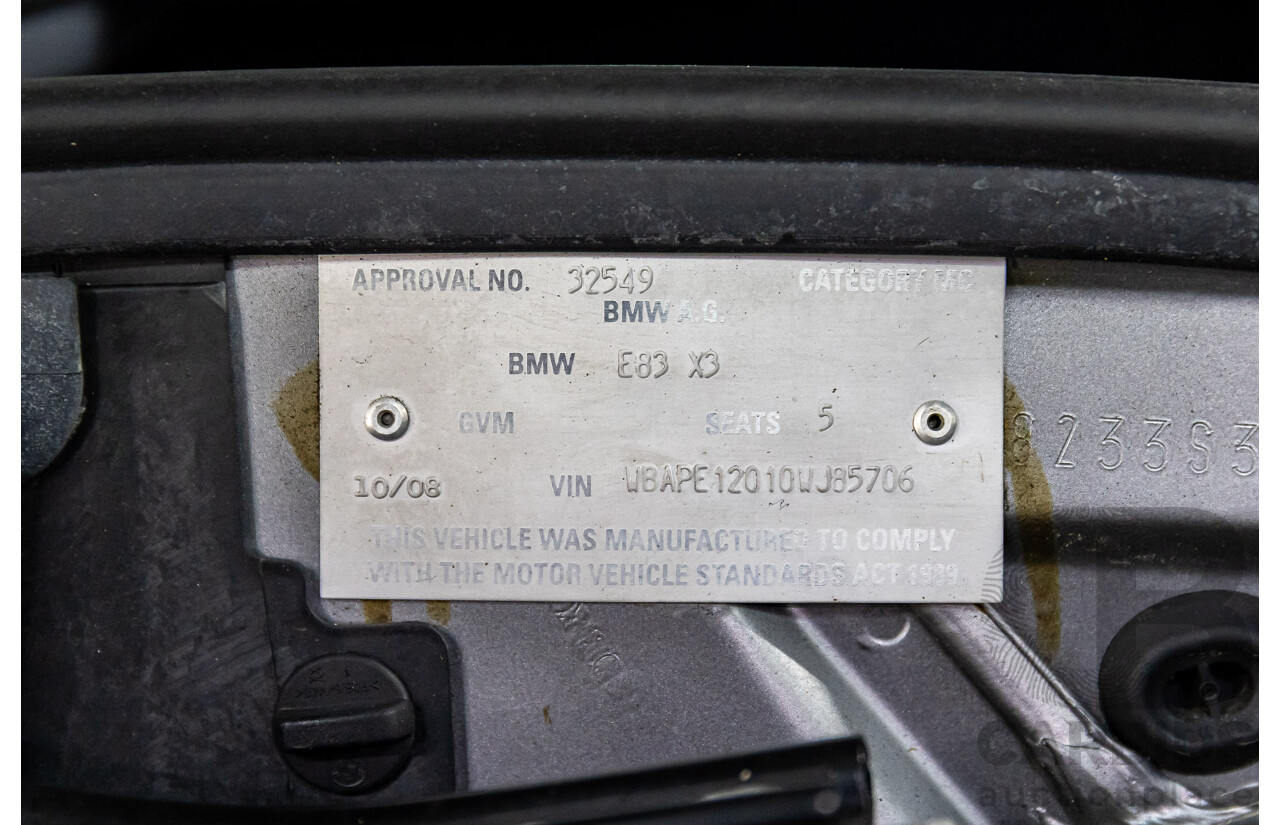 APPROVAL NO. 32549 CATEGORY MC
BMW A.G.
BMW E83 X3
GVM SEATS 5
10/08 VIN WBAPE12010WJ85706
THIS VEHICLE WAS MANUFACTURED TO COMPLY
WITH THE MOTOR VEHICLE STANDARDS ACT 1989
8233S3